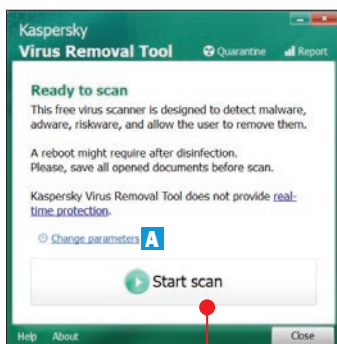 Kaspersky
Virus Removal Tool Quarantine Report
Ready to scan
This free virus scanner is designed to detect malware,
adware, riskware, and allow the user to remove them.
A reboot might require after disinfection.
Please, save all opened documents before scan.
Kaspersky Virus Removal Tool does not provide real-
time protection.
Change parameters A
Start scan
Help About Close